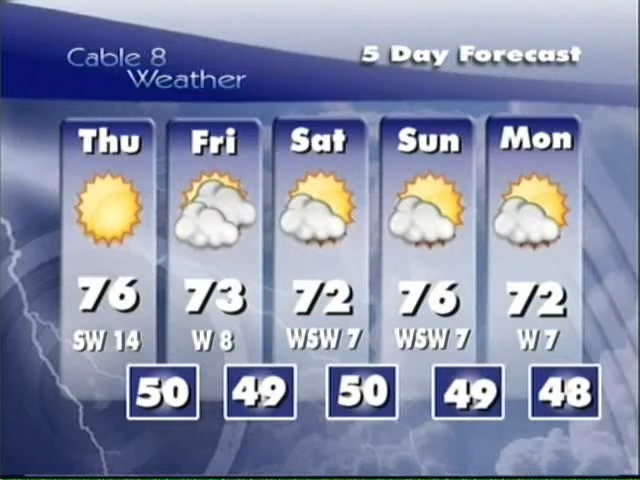 Cable 8
Weather
5 Day Forecast
Thu Fri Sat Sun Mon
76 73 72 76 72
SW 14 W 8 WSW 7 WSW 7 W 7
50 49 50 49 48